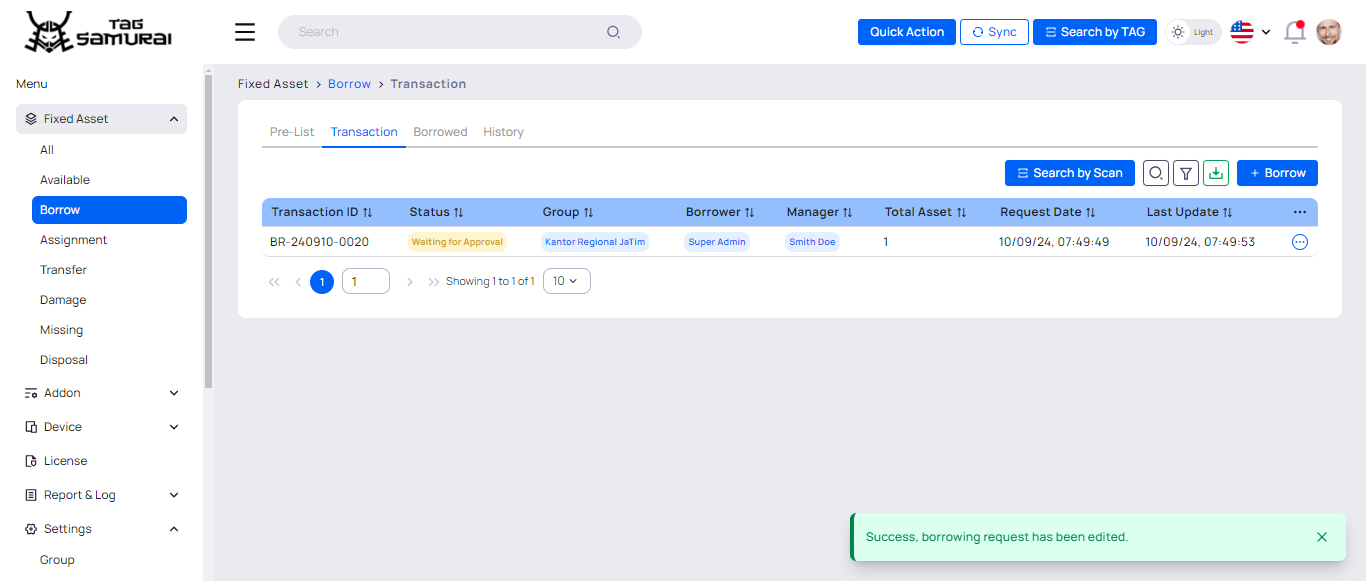 TAG SAMURAI
Search
Quick Action
Sync
Search by TAG
Light
Menu
Fixed Asset
All
Available
Borrow
Assignment
Transfer
Damage
Missing
Disposal
Addon
Device
License
Report & Log
Settings
Group
Fixed Asset > Borrow > Transaction
Pre-List Transaction Borrowed History
Search by Scan
+ Borrow
Transaction ID Status Group Borrower Manager Total Asset Request Date Last Update
BR-240910-0020 Waiting for Approval Kantor Regional JaTim Super Admin Smith Doe 1 10/09/24, 07:49:49 10/09/24, 07:49:53
1 1 Showing 1 to 1 of 1 10
Success, borrowing request has been edited.